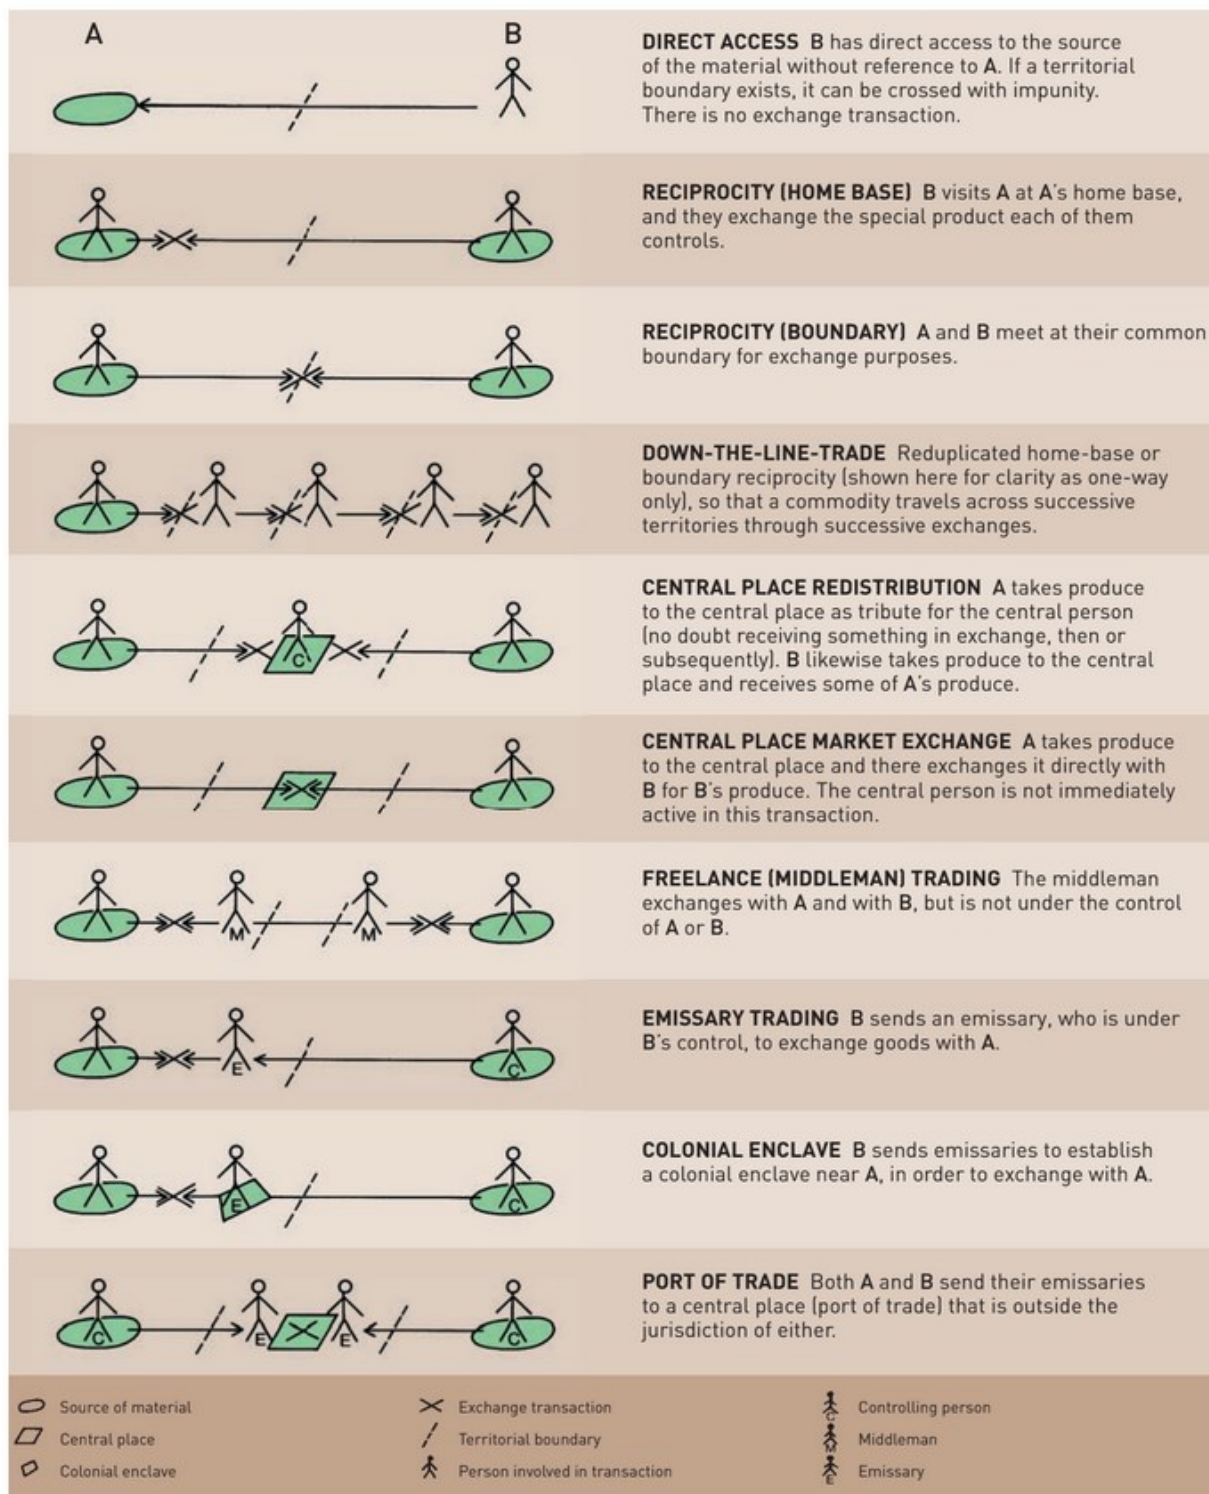 A
B
DIRECT ACCESS B has direct access to the source
of the material without reference to A. If a territorial
boundary exists, it can be crossed with impunity.
There is no exchange transaction.
RECIPROCITY (HOME BASE) B visits A at A's home base,
and they exchange the special product each of them
controls.
RECIPROCITY (BOUNDARY) A and B meet at their common
boundary for exchange purposes.
DOWN-THE-LINE-TRADE Reduplicated home-base or
boundary reciprocity (shown here for clarity as one-way
only), so that a commodity travels across successive
territories through successive exchanges.
C
CENTRAL PLACE REDISTRIBUTION A takes produce
to the central place as tribute for the central person
(no doubt receiving something in exchange, then or
subsequently). B likewise takes produce to the central
place and receives some of A's produce.
CENTRAL PLACE MARKET EXCHANGE A takes produce
to the central place and there exchanges it directly with
B for B's produce. The central person is not immediately
active in this transaction.
M M
FREELANCE (MIDDLEMAN) TRADING The middleman
exchanges with A and with B, but is not under the control
of A or B.
E C
EMISSARY TRADING B sends an emissary, who is under
B's control, to exchange goods with A.
E C
COLONIAL ENCLAVE B sends emissaries to establish
a colonial enclave near A, in order to exchange with A.
C E E C
PORT OF TRADE Both A and B send their emissaries
to a central place (port of trade) that is outside the
jurisdiction of either.
Source of material
Central place
Colonial enclave
Exchange transaction
Territorial boundary
Person involved in transaction
C Controlling person
M Middleman
E Emissary